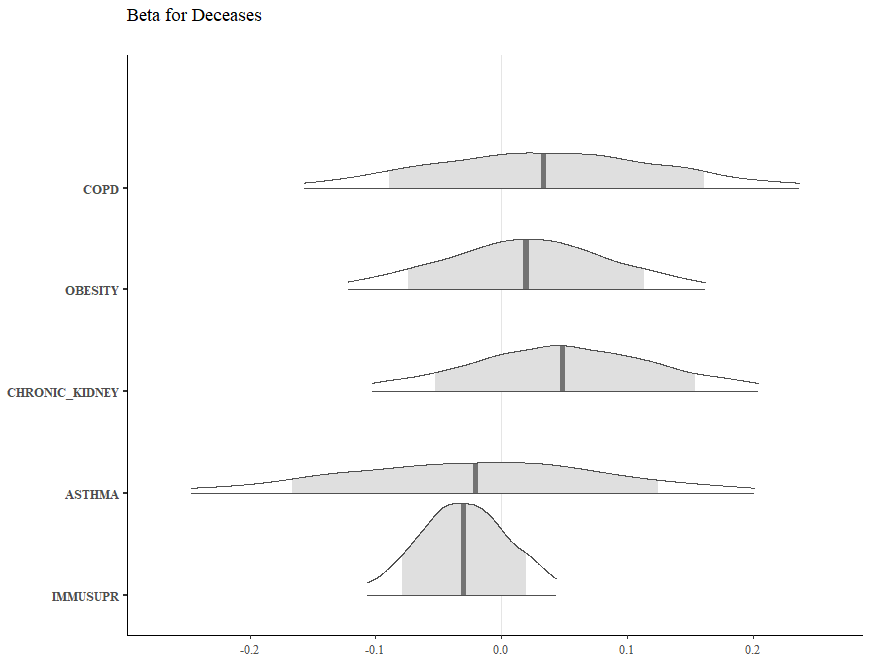 Beta for Deceases
COPD
OBESITY
CHRONIC_KIDNEY
ASTHMA
IMMUSUPR
-0.2 -0.1 0.0 0.1 0.2